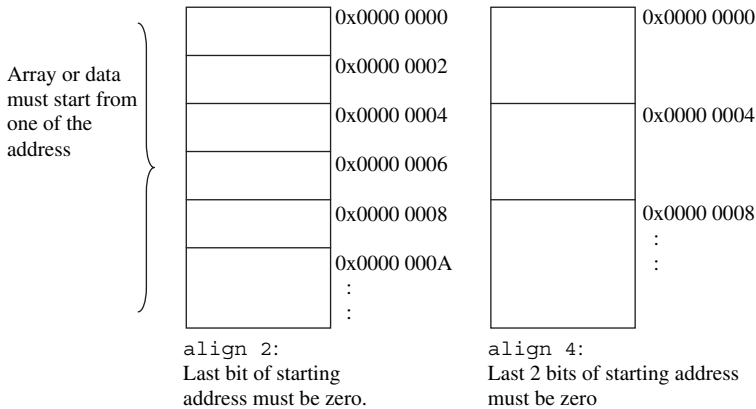 Array or data
must start from
one of the
address
0x0000 0000
0x0000 0002
0x0000 0004
0x0000 0006
0x0000 0008
0x0000 000A
:
:
align 2:
Last bit of starting
address must be zero.
0x0000 0000
0x0000 0004
0x0000 0008
:
:
align 4:
Last 2 bits of starting address
must be zero